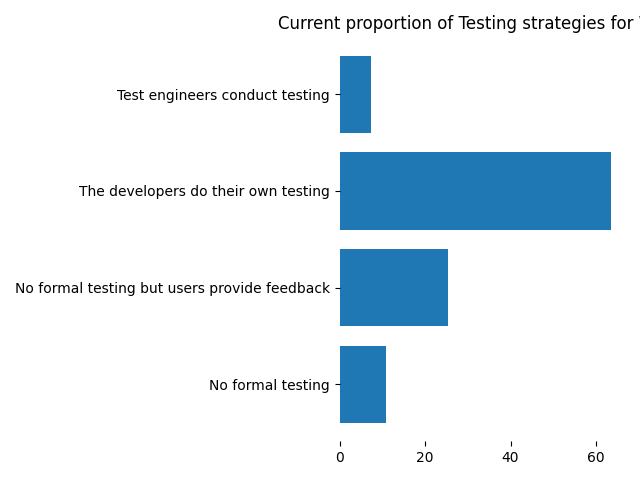 Current proportion of Testing strategies for
Test engineers conduct testing
The developers do their own testing
No formal testing but users provide feedback
No formal testing
0 20 40 60